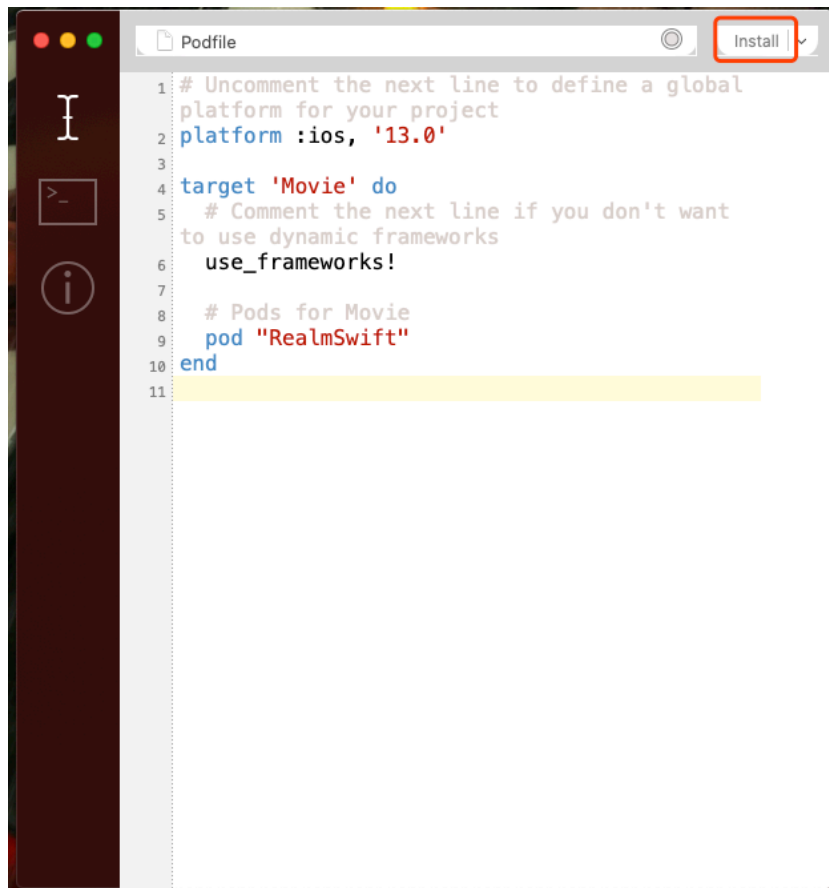 Podfile
Install
1 # Uncomment the next line to define a global
platform for your project
2 platform :ios, '13.0'
3
4 target 'Movie' do
5 # Comment the next line if you don't want
to use dynamic frameworks
6 use_frameworks!
7
8 # Pods for Movie
9 pod "RealmSwift"
10 end
11
>_
i